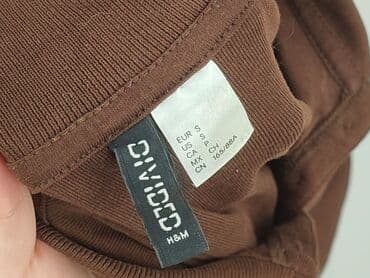 DIVIDED
H&M
EUR S
US S
CA P
MX CH
CN 165/88A